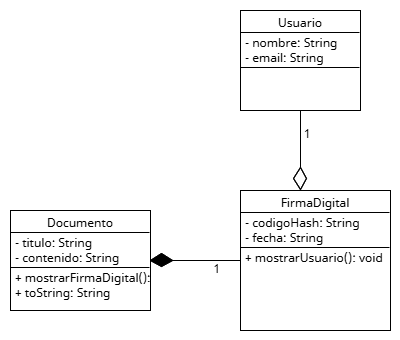 Usuario
- nombre: String
- email: String
1
FirmaDigital
- codigoHash: String
- fecha: String
+ mostrarUsuario(): void
Documento
- titulo: String
- contenido: String
+ mostrarFirmaDigital():
+ toString: String
1